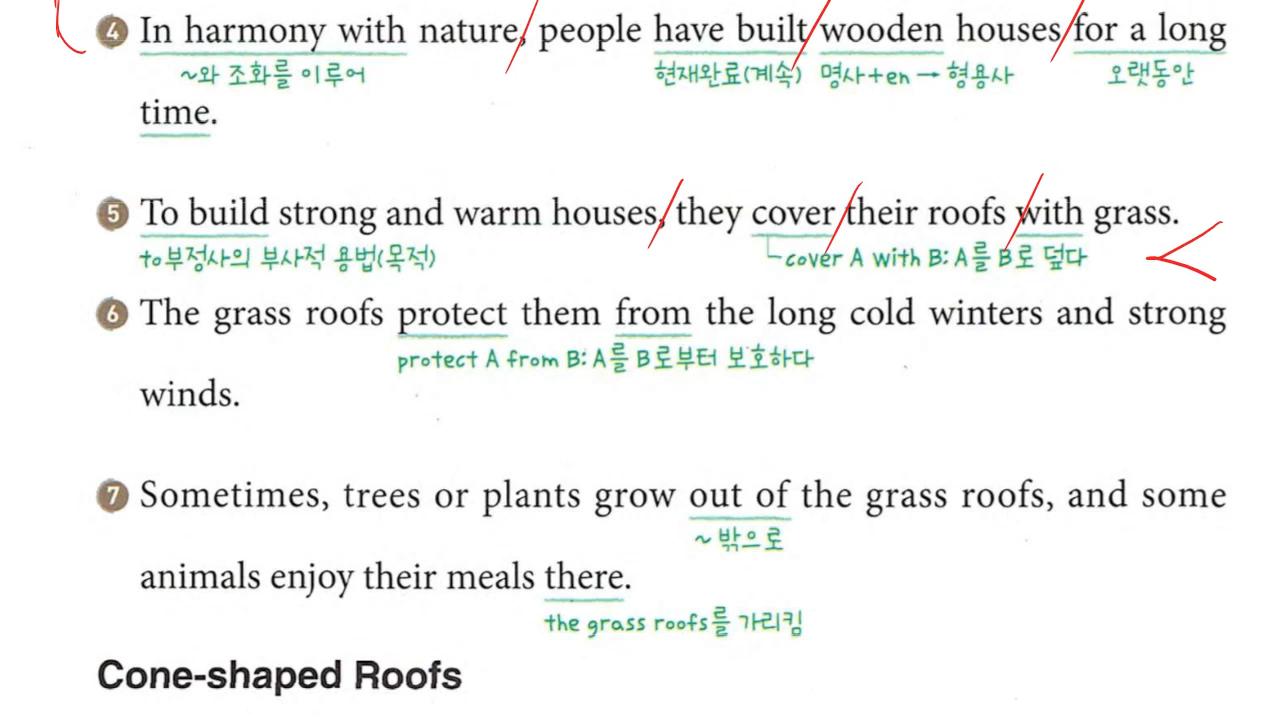 4 In harmony with nature, people have built wooden houses for a long
~와 조화를 이루어 현재완료(계속) 명사+en → 형용사 오랫동안
time.
5 To build strong and warm houses, they cover their roofs with grass.
to부정사의 부사적 용법(목적) cover A with B: A를 B로 덮다
6 The grass roofs protect them from the long cold winters and strong
protect A from B: A를 B로부터 보호하다
winds.
7 Sometimes, trees or plants grow out of the grass roofs, and some
~밖으로
animals enjoy their meals there.
the grass roofs를 가리킴
Cone-shaped Roofs